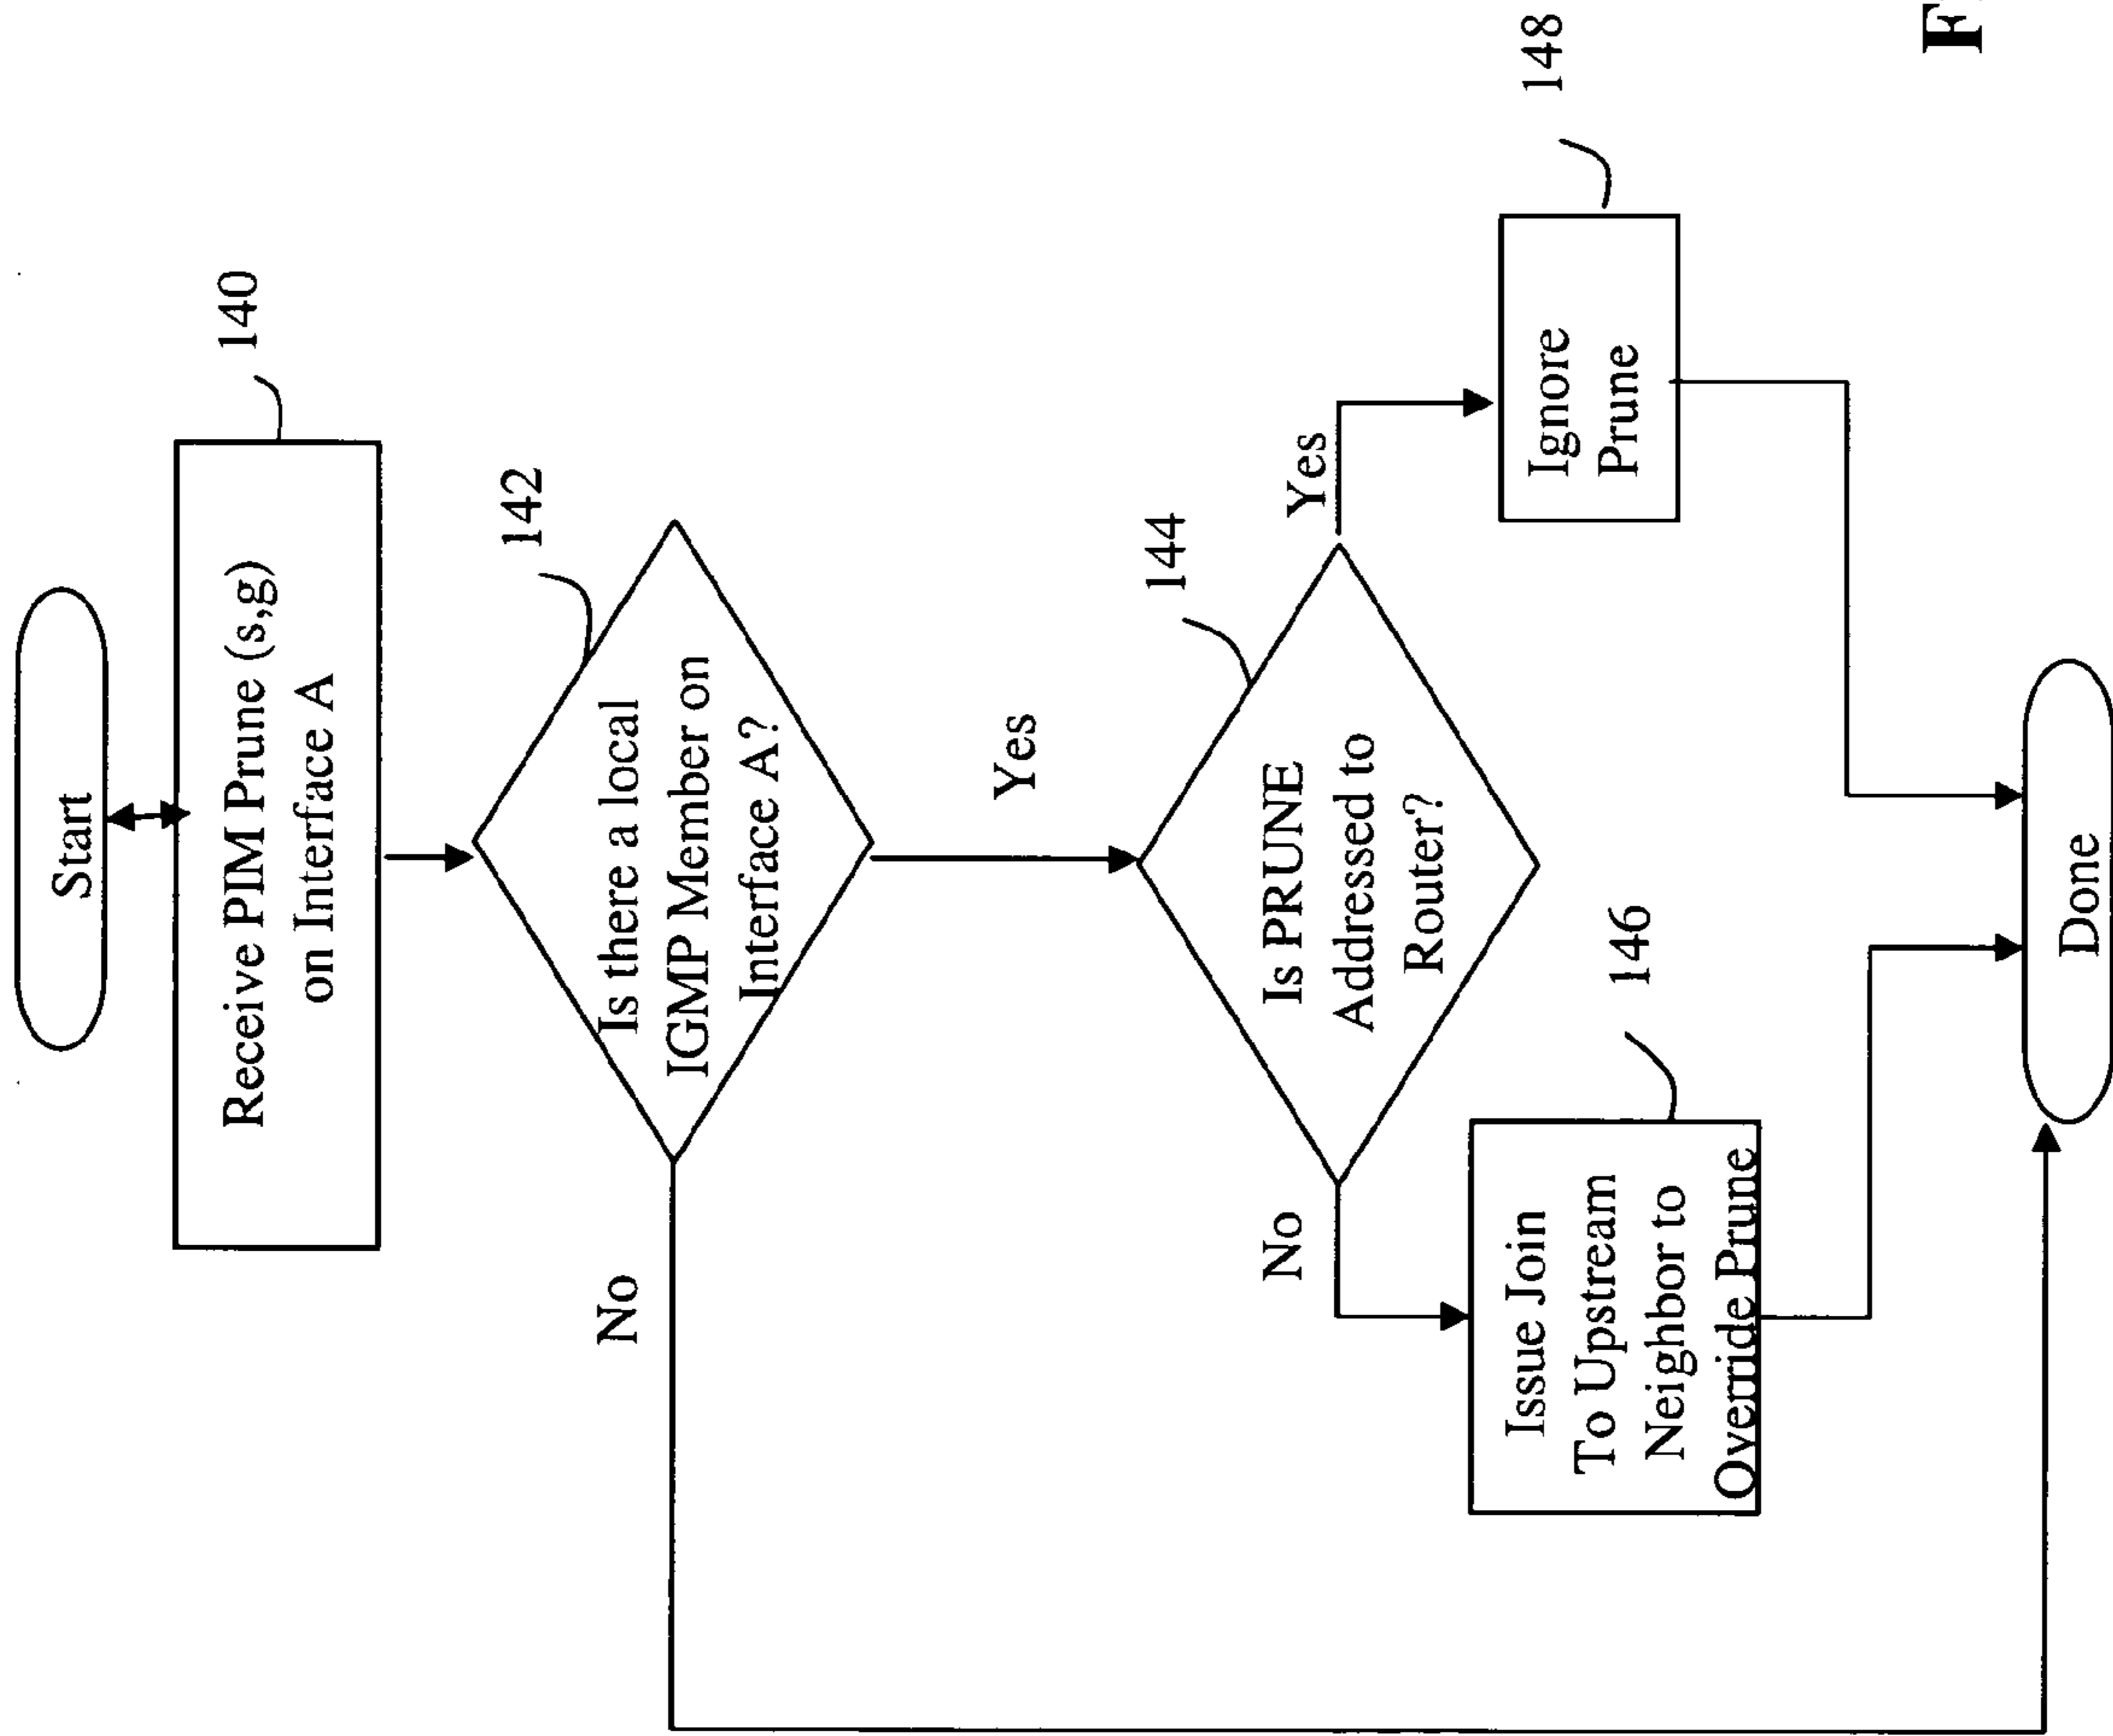 Start
140
Receive PIM Prune (s,g)
on Interface A
142
Is there a local
IGMP Member on
Interface A?
No
Yes
144
Is PRUNE
Addressed to
Router?
No
Yes
146
Issue Join
To Upstream
Neighbor to
Override Prune
148
Ignore
Prune
Done
F